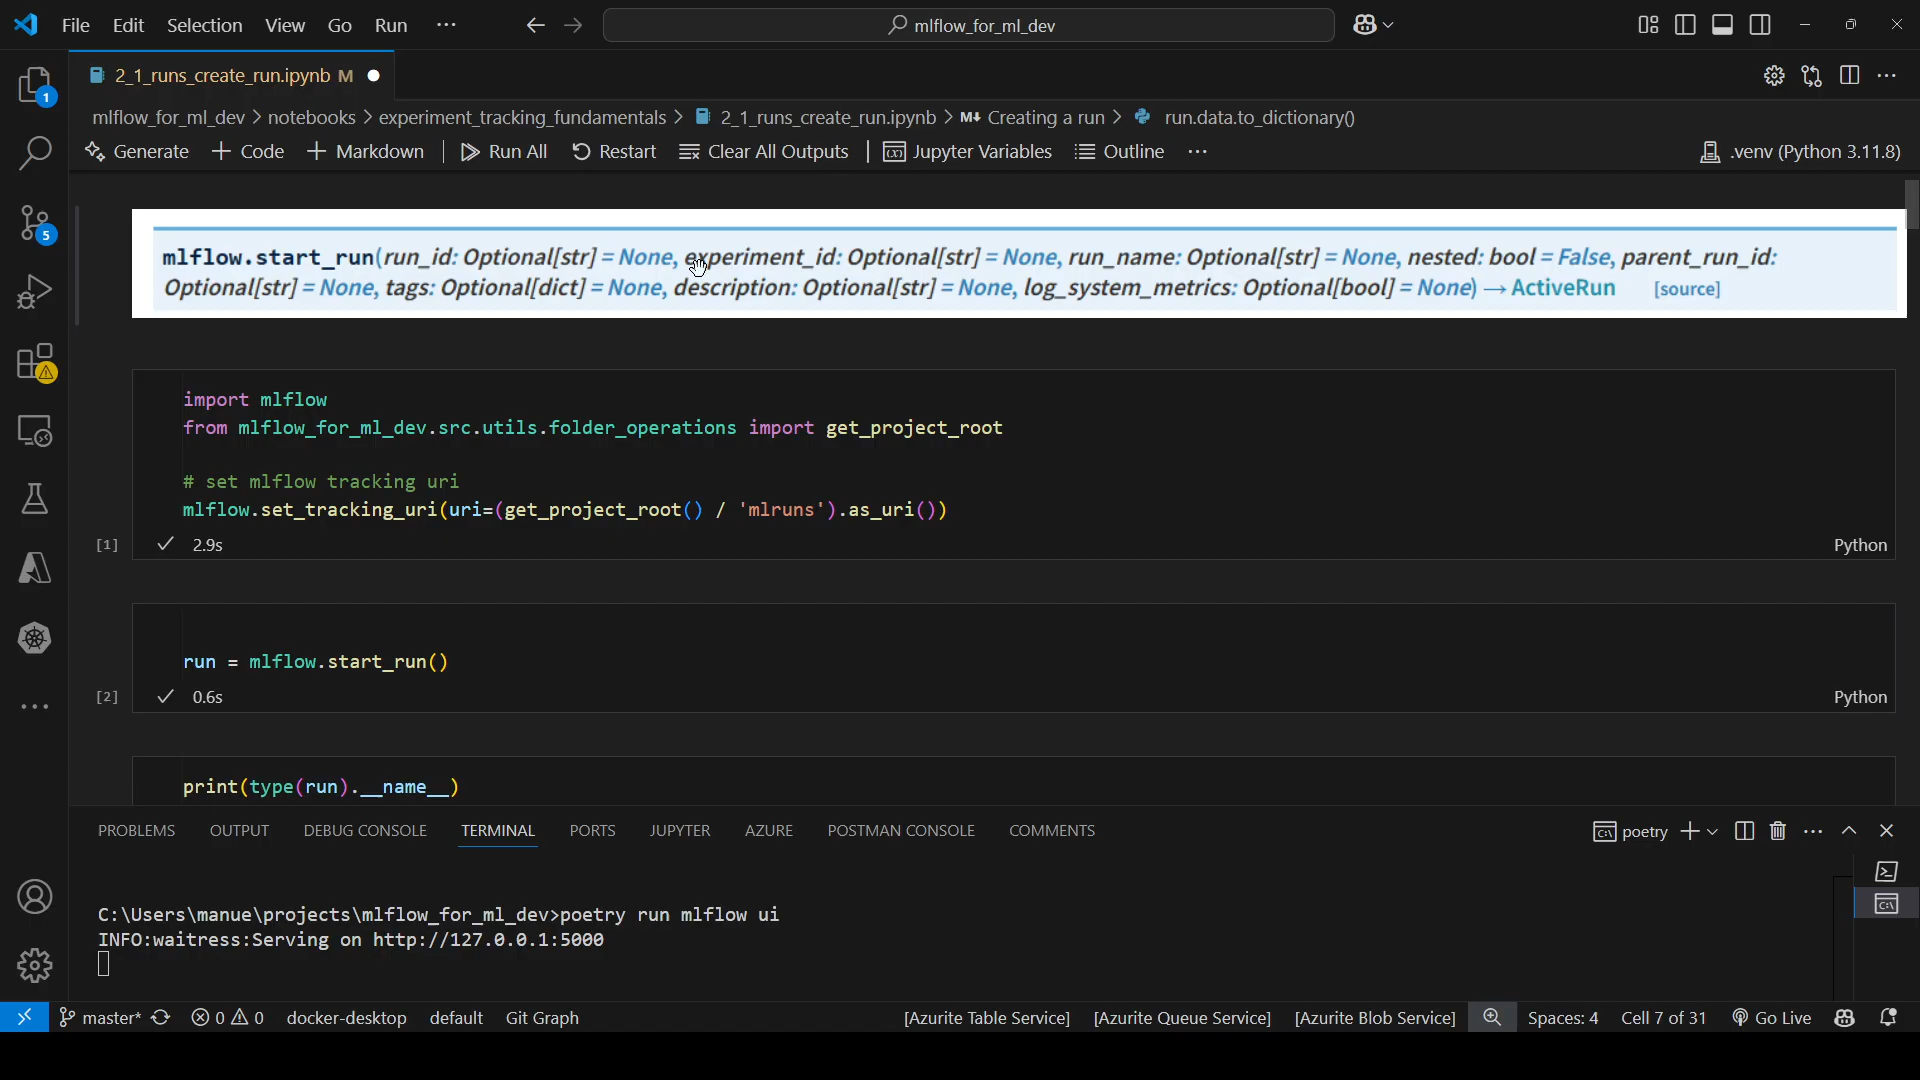 File Edit Selection View Go Run ··· mlflow_for_ml_dev
2_1_runs_create_run.ipynb M
mlflow_for_ml_dev > notebooks > experiment_tracking_fundamentals > 2_1_runs_create_run.ipynb > M↓ Creating a run > run.data.to_dictionary()
Generate + Code + Markdown Run All Restart Clear All Outputs Jupyter Variables Outline ··· .venv (Python 3.11.8)
mlflow.start_run(run_id: Optional[str] = None, experiment_id: Optional[str] = None, run_name: Optional[str] = None, nested: bool = False, parent_run_id:
Optional[str] = None, tags: Optional[dict] = None, description: Optional[str] = None, log_system_metrics: Optional[bool] = None) → ActiveRun [source]
import mlflow
from mlflow_for_ml_dev.src.utils.folder_operations import get_project_root
# set mlflow tracking uri
mlflow.set_tracking_uri(uri=(get_project_root() / 'mlruns').as_uri())
[1] ✓ 2.9s Python
run = mlflow.start_run()
[2] ✓ 0.6s Python
print(type(run).__name__)
PROBLEMS OUTPUT DEBUG CONSOLE TERMINAL PORTS JUPYTER AZURE POSTMAN CONSOLE COMMENTS poetry
C:\Users\manue\projects\mlflow_for_ml_dev>poetry run mlflow ui
INFO:waitress:Serving on http://127.0.0.1:5000
master* 0 0 docker-desktop default Git Graph [Azurite Table Service] [Azurite Queue Service] [Azurite Blob Service] Spaces: 4 Cell 7 of 31 Go Live
1
5